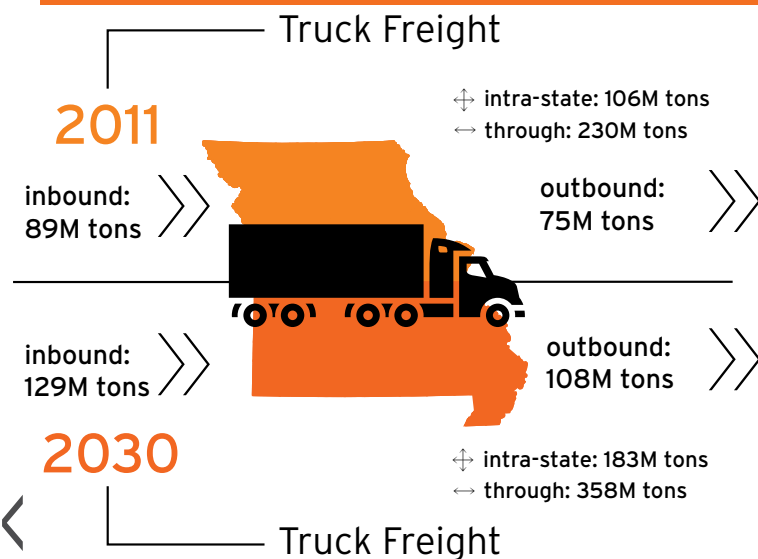 Truck Freight
2011
intra-state: 106M tons
through: 230M tons
inbound:
89M tons
outbound:
75M tons
inbound:
129M tons
outbound:
108M tons
2030
intra-state: 183M tons
through: 358M tons
Truck Freight